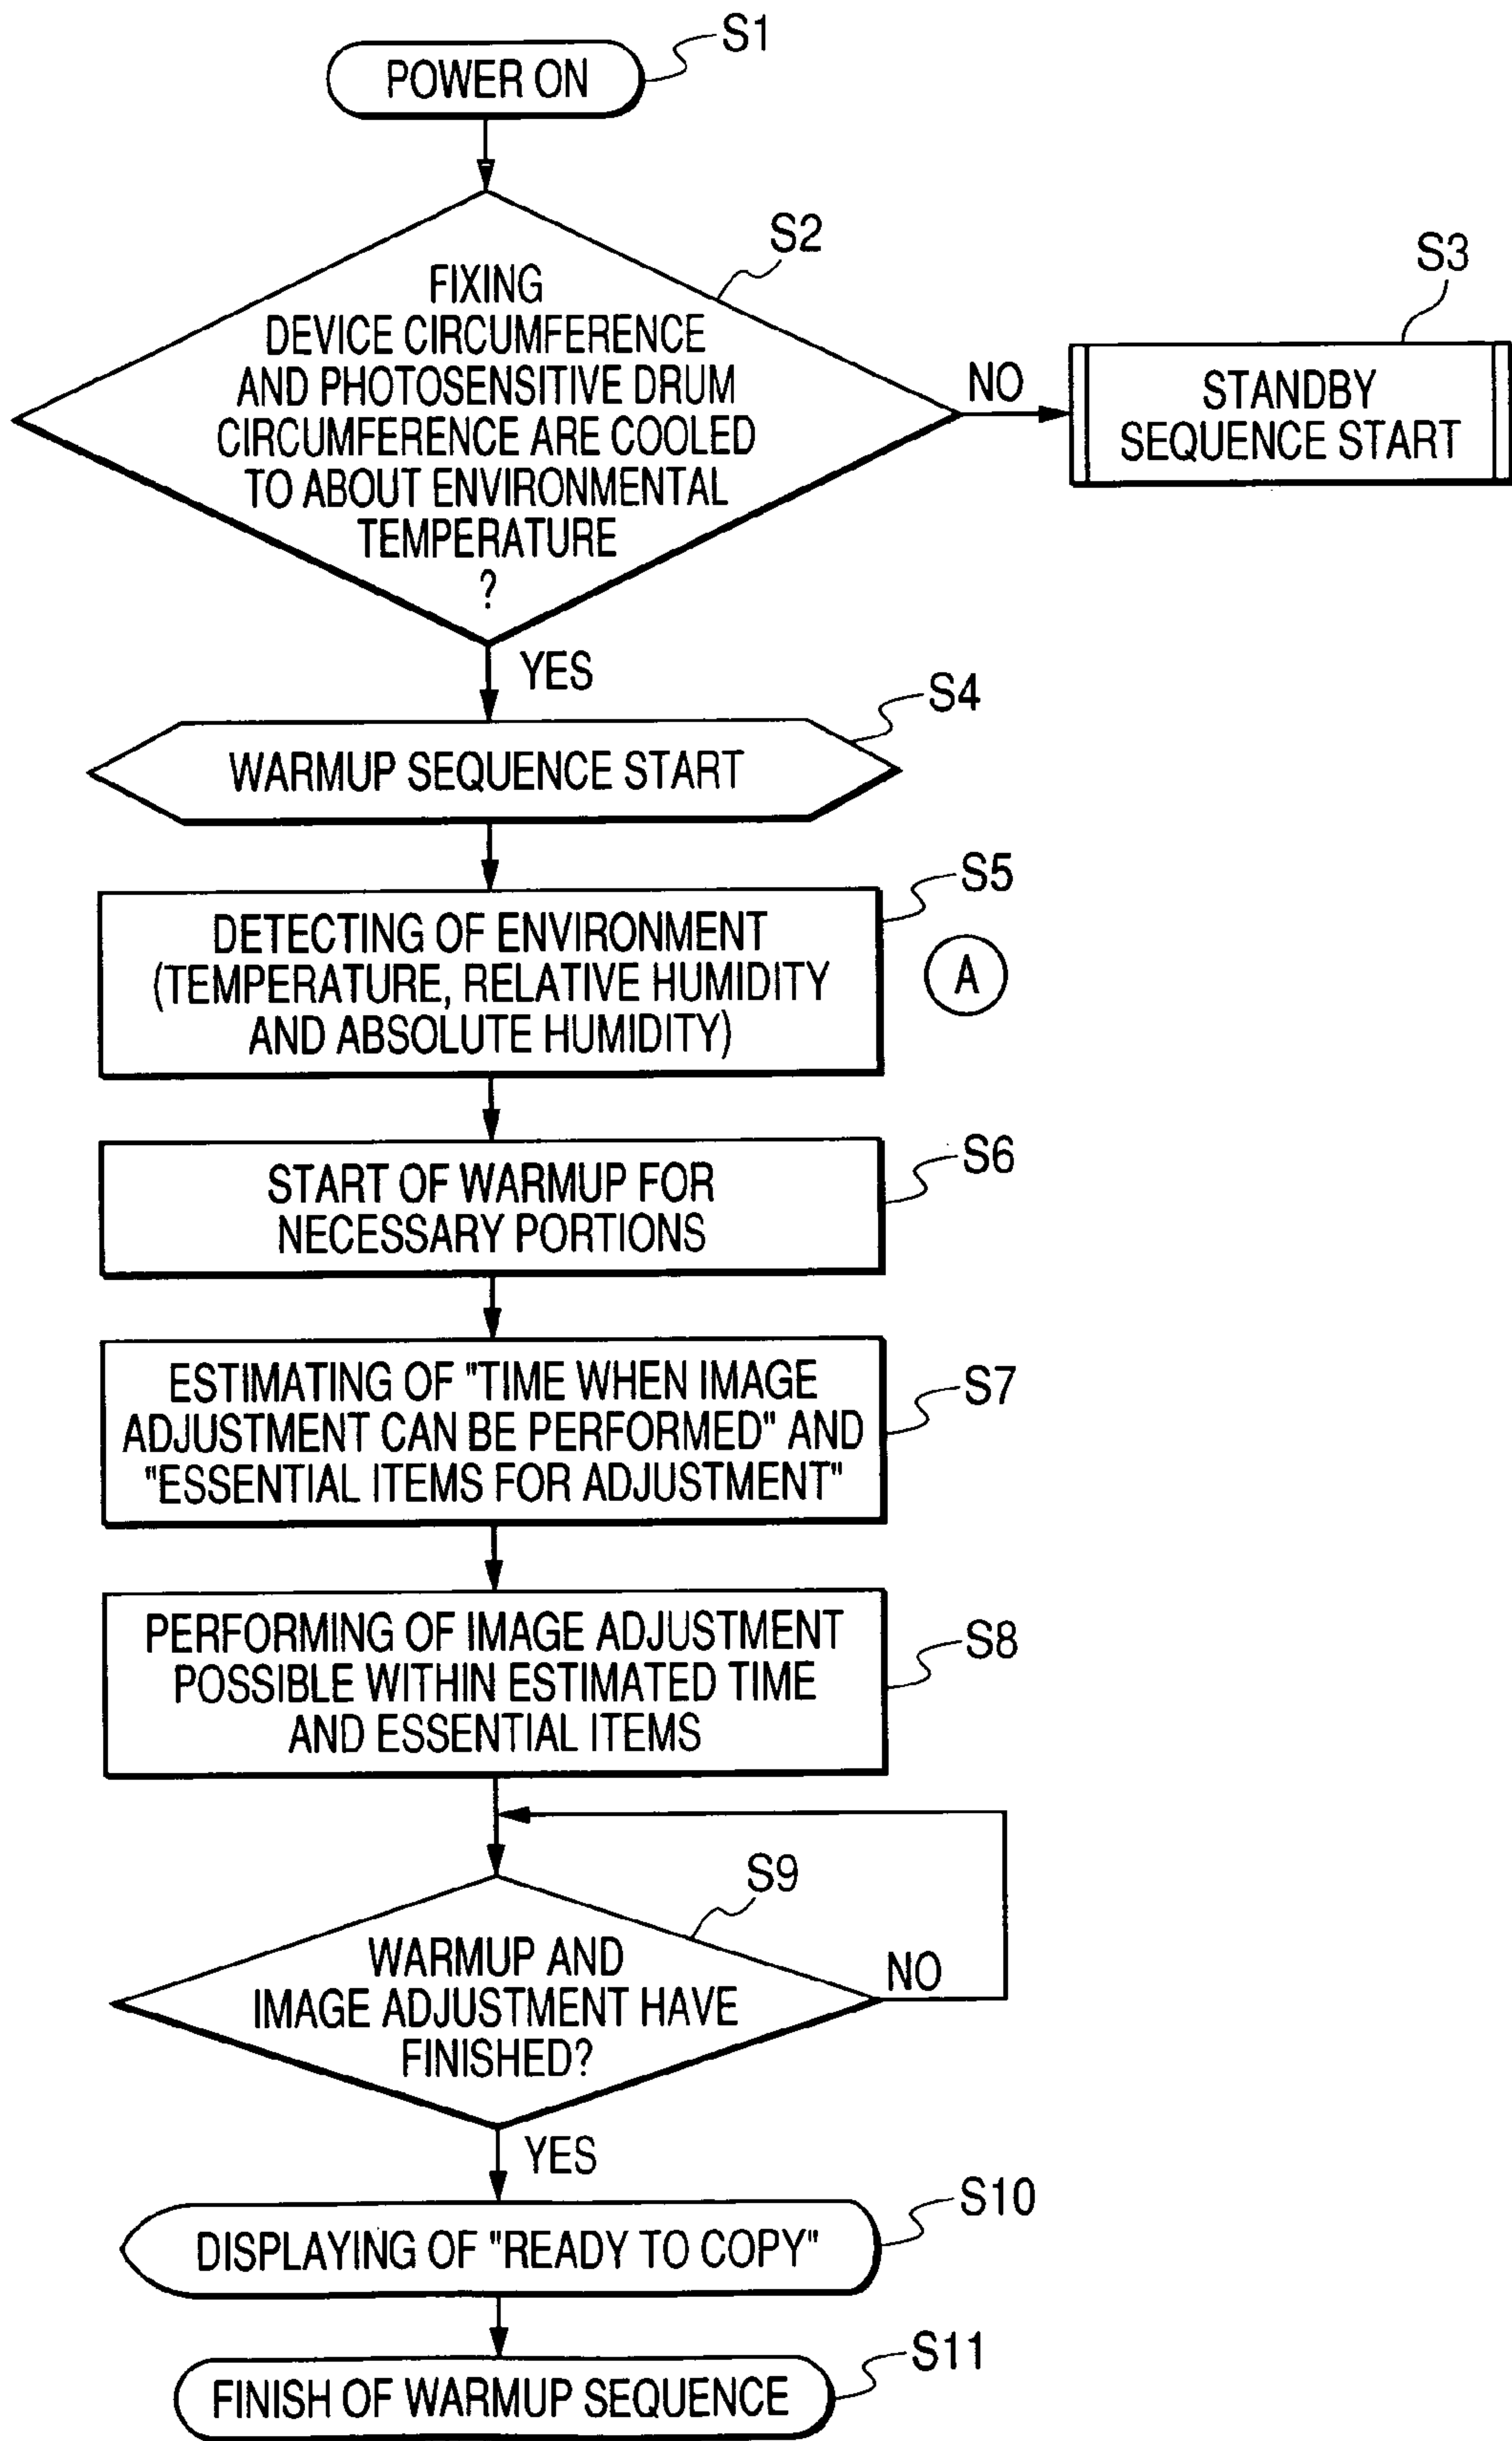 S1
POWER ON
S2
FIXING
DEVICE CIRCUMFERENCE
AND PHOTOSENSITIVE DRUM
CIRCUMFERENCE ARE COOLED
TO ABOUT ENVIRONMENTAL
TEMPERATURE
?
NO
S3
STANDBY
SEQUENCE START
YES
S4
WARMUP SEQUENCE START
S5
DETECTING OF ENVIRONMENT
(TEMPERATURE, RELATIVE HUMIDITY
AND ABSOLUTE HUMIDITY)
A
S6
START OF WARMUP FOR
NECESSARY PORTIONS
S7
ESTIMATING OF "TIME WHEN IMAGE
ADJUSTMENT CAN BE PERFORMED" AND
"ESSENTIAL ITEMS FOR ADJUSTMENT"
S8
PERFORMING OF IMAGE ADJUSTMENT
POSSIBLE WITHIN ESTIMATED TIME
AND ESSENTIAL ITEMS
S9
WARMUP AND
IMAGE ADJUSTMENT HAVE
FINISHED?
NO
YES
S10
DISPLAYING OF "READY TO COPY"
S11
FINISH OF WARMUP SEQUENCE